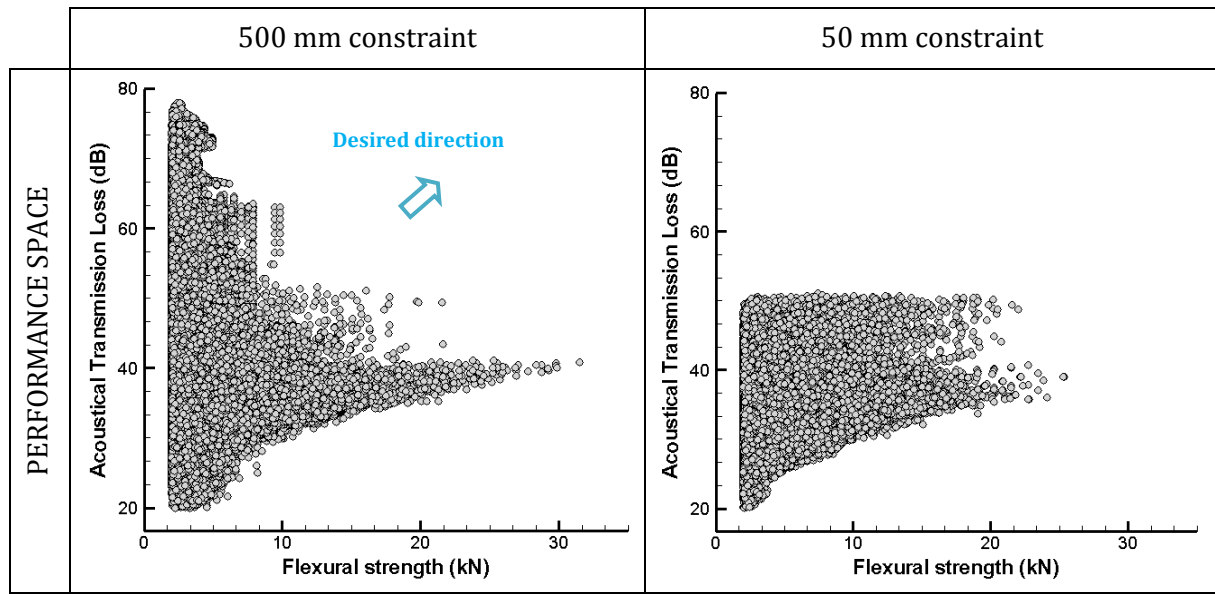 500 mm constraint
50 mm constraint
PERFORMANCE SPACE
80
60
40
20
0
10
20
30
Acoustical Transmission Loss (dB)
Flexural strength (kN)
Desired direction
80
60
40
20
0
10
20
30
Acoustical Transmission Loss (dB)
Flexural strength (kN)